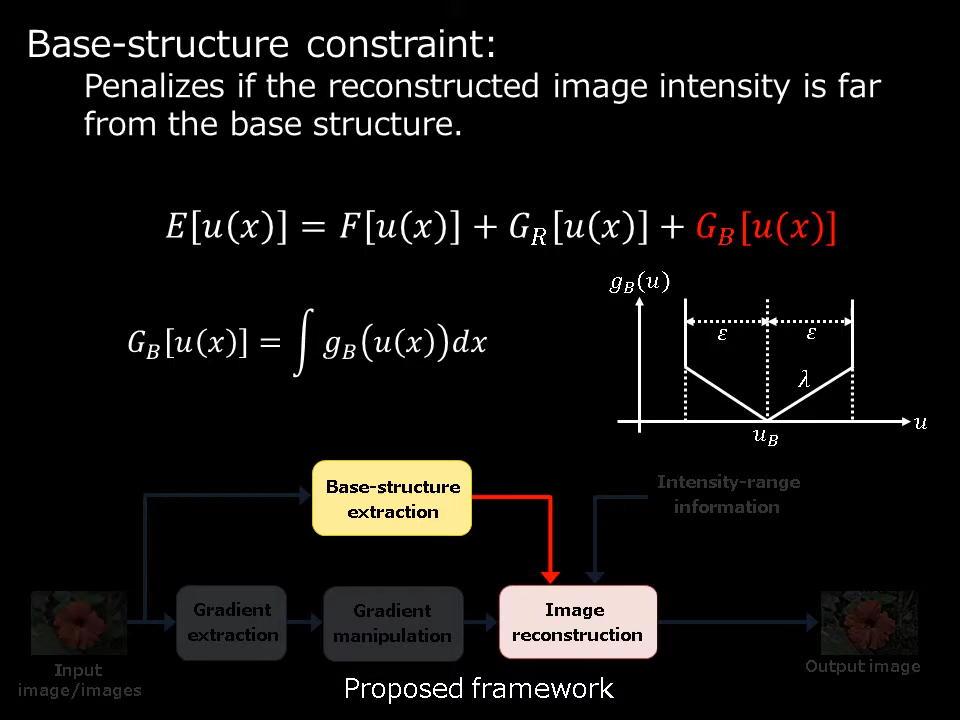 Base-structure constraint:
Penalizes if the reconstructed image intensity is far
from the base structure.
𝐸[𝑢(𝑥)] = 𝐹[𝑢(𝑥)] + 𝐺_R[𝑢(𝑥)] + 𝐺_B[𝑢(𝑥)]
𝑔_B(𝑢)
𝐺_B[𝑢(𝑥)] = ∫ 𝑔_B(𝑢(𝑥))𝑑𝑥
ε ε
λ
𝑢
𝑢_B
Base-structure
extraction
Intensity-range
information
Gradient
extraction
Gradient
manipulation
Image
reconstruction
Input
image/images
Output image
Proposed framework